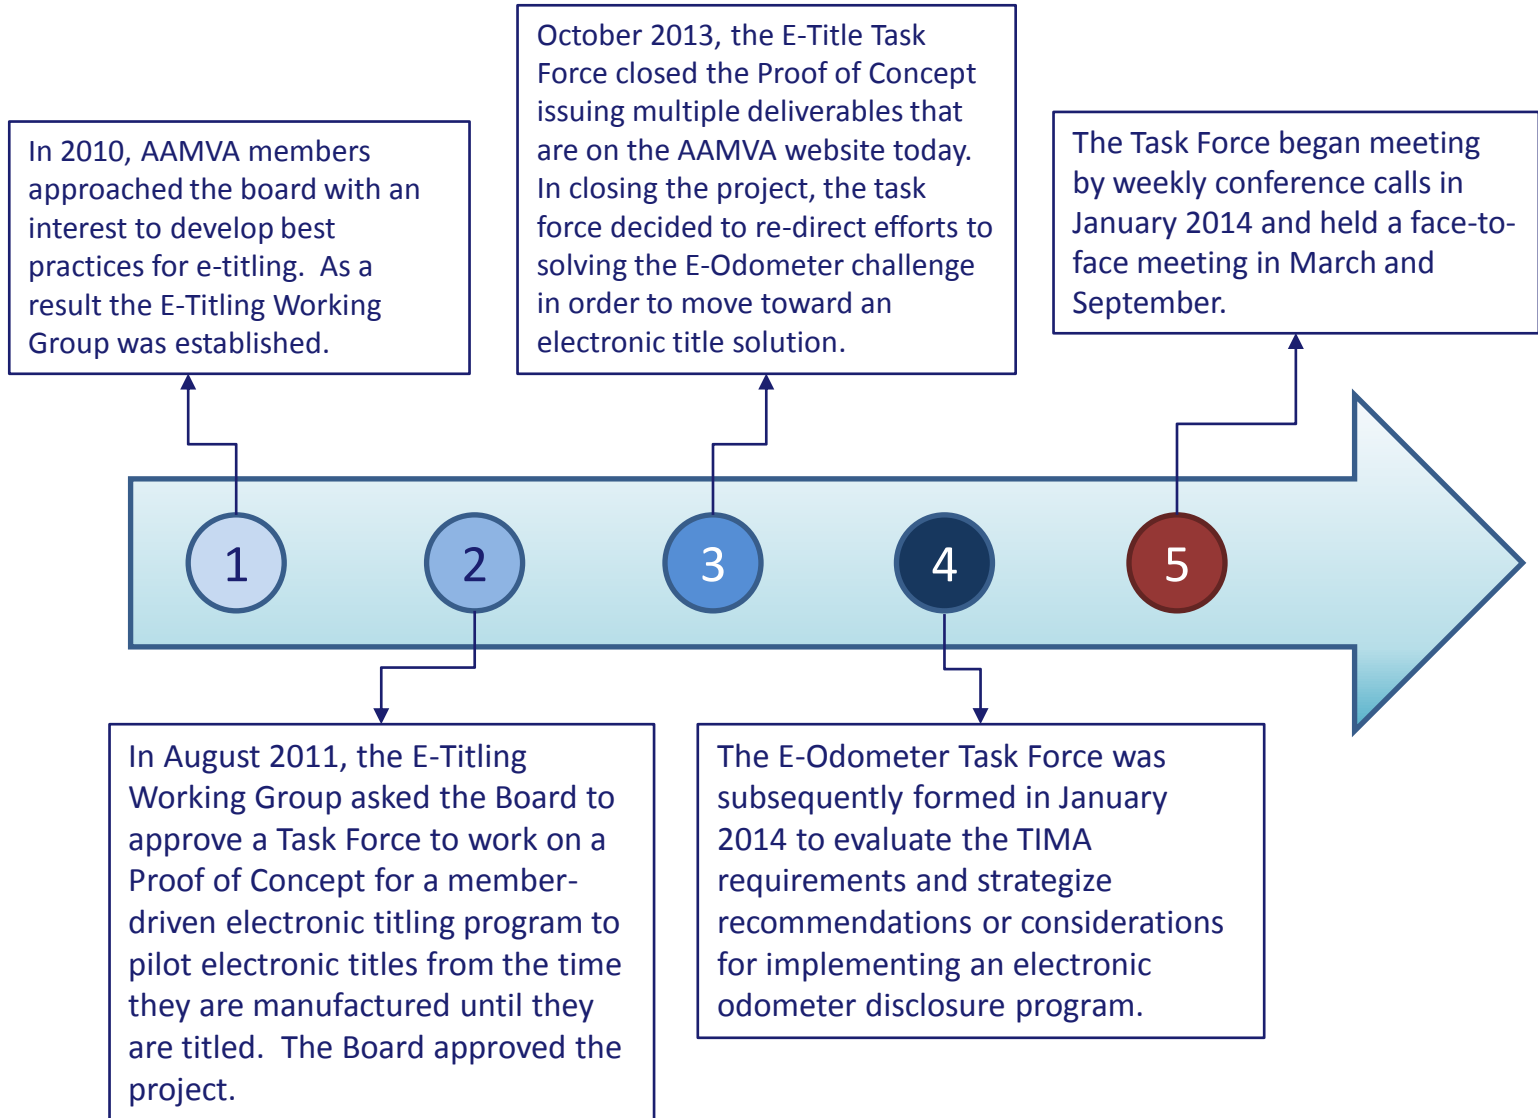 In 2010, AAMVA members
approached the board with an
interest to develop best
practices for e-titling.  As a
result the E-Titling Working
Group was established.
October 2013, the E-Title Task
Force closed the Proof of Concept
issuing multiple deliverables that
are on the AAMVA website today.
In closing the project, the task
force decided to re-direct efforts to
solving the E-Odometer challenge
in order to move toward an
electronic title solution.
The Task Force began meeting
by weekly conference calls in
January 2014 and held a face-to-
face meeting in March and
September.
1
2
3
4
5
In August 2011, the E-Titling
Working Group asked the Board to
approve a Task Force to work on a
Proof of Concept for a member-
driven electronic titling program to
pilot electronic titles from the time
they are manufactured until they
are titled.  The Board approved the
project.
The E-Odometer Task Force was
subsequently formed in January
2014 to evaluate the TIMA
requirements and strategize
recommendations or considerations
for implementing an electronic
odometer disclosure program.